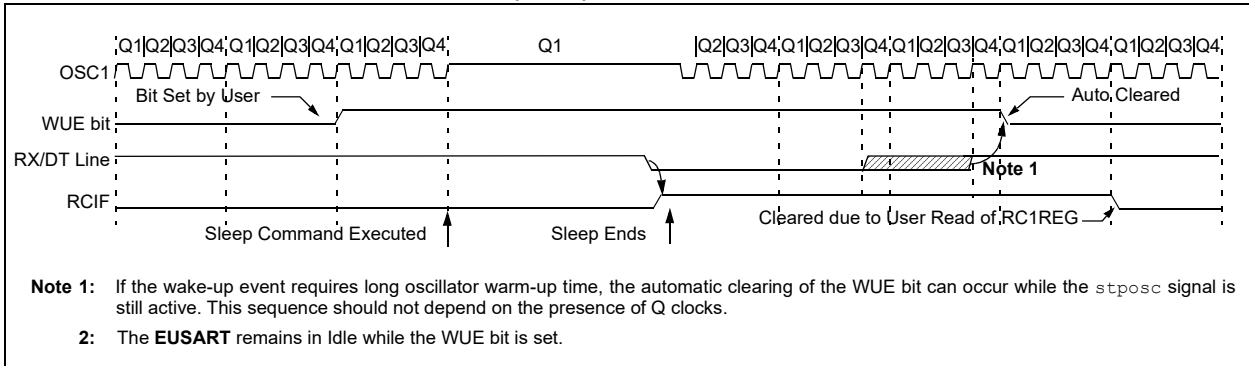 Q1|Q2|Q3|Q4|Q1|Q2|Q3|Q4|Q1|Q2|Q3|Q4 Q1 Q2|Q3|Q4|Q1|Q2|Q3|Q4|Q1|Q2|Q3|Q4|Q1|Q2|Q3|Q4|Q1|Q2|Q3|Q4
OSC1
Bit Set by User Auto Cleared
WUE bit
RX/DT Line
Note 1
RCIF
Cleared due to User Read of RC1REG
Sleep Command Executed Sleep Ends
Note 1: If the wake-up event requires long oscillator warm-up time, the automatic clearing of the WUE bit can occur while the stposc signal is
still active. This sequence should not depend on the presence of Q clocks.
2: The EUSART remains in Idle while the WUE bit is set.